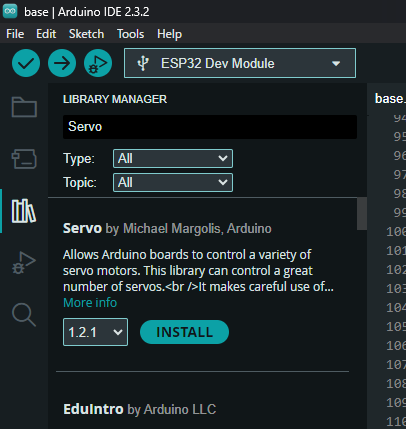 base | Arduino IDE 2.3.2
File Edit Sketch Tools Help
ESP32 Dev Module
LIBRARY MANAGER
base.
Servo
Type: All
Topic: All
Servo by Michael Margolis, Arduino
Allows Arduino boards to control a variety of
servo motors. This library can control a great
number of servos.<br />It makes careful use of...
More info
1.2.1
INSTALL
EduIntro by Arduino LLC
94
95
96
97
98
99
100
101
102
103
104
105
106
107
108
109
110